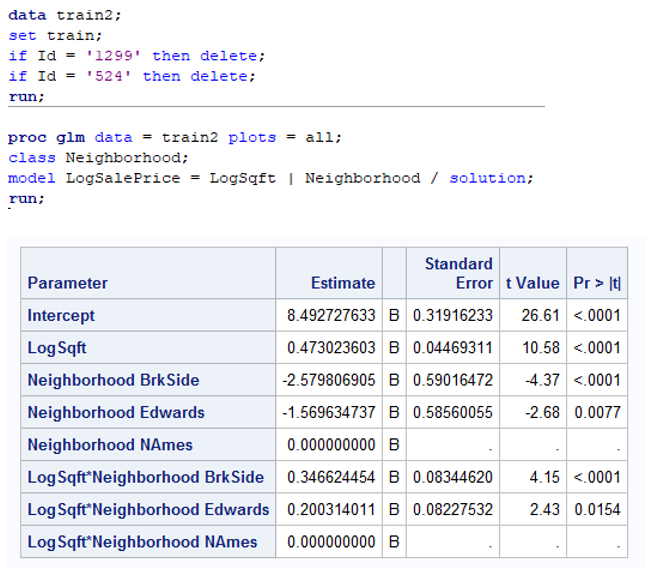 data train2;
set train;
if Id = '1299' then delete;
if Id = '524' then delete;
run;
proc glm data = train2 plots = all;
class Neighborhood;
model LogSalePrice = LogSqft | Neighborhood / solution;
run;
Parameter Estimate Standard Error t Value Pr > |t|
Intercept 8.492727633 B 0.31916233 26.61 <.0001
LogSqft 0.473023603 B 0.04469311 10.58 <.0001
Neighborhood BrkSide -2.579806905 B 0.59016472 -4.37 <.0001
Neighborhood Edwards -1.569634737 B 0.58560055 -2.68 0.0077
Neighborhood NAmes 0.000000000 B . . .
LogSqft*Neighborhood BrkSide 0.346624454 B 0.08344620 4.15 <.0001
LogSqft*Neighborhood Edwards 0.200314011 B 0.08227532 2.43 0.0154
LogSqft*Neighborhood NAmes 0.000000000 B . . .